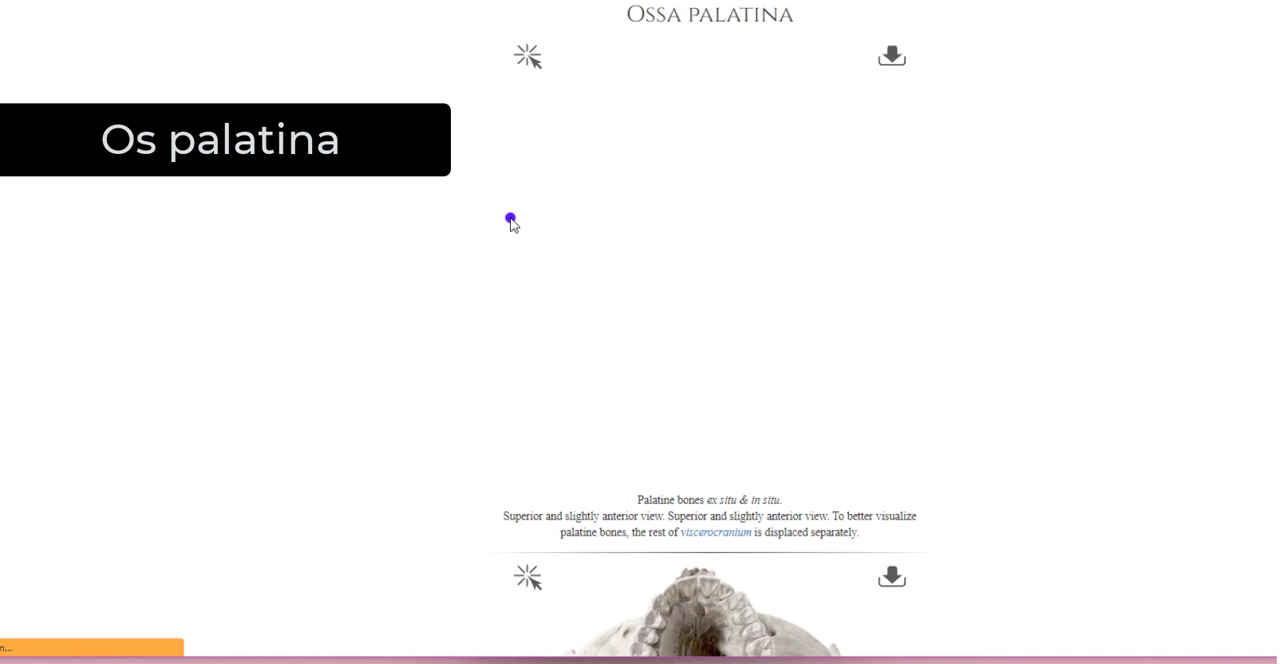 Ossa palatina
Os palatina
Palatine bones ex situ & in situ.
Superior and slightly anterior view. Superior and slightly anterior view. To better visualize
palatine bones, the rest of viscerocranium is displaced separately.